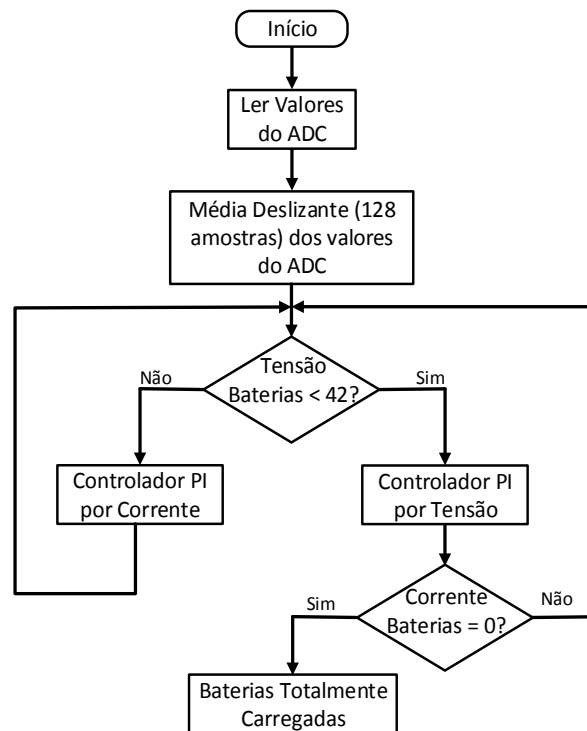 Início
Ler Valores
do ADC
Média Deslizante (128
amostras) dos valores
do ADC
Tensão
Baterias < 42?
Não
Sim
Controlador PI
por Corrente
Controlador PI
por Tensão
Corrente
Baterias = 0?
Sim
Não
Baterias Totalmente
Carregadas